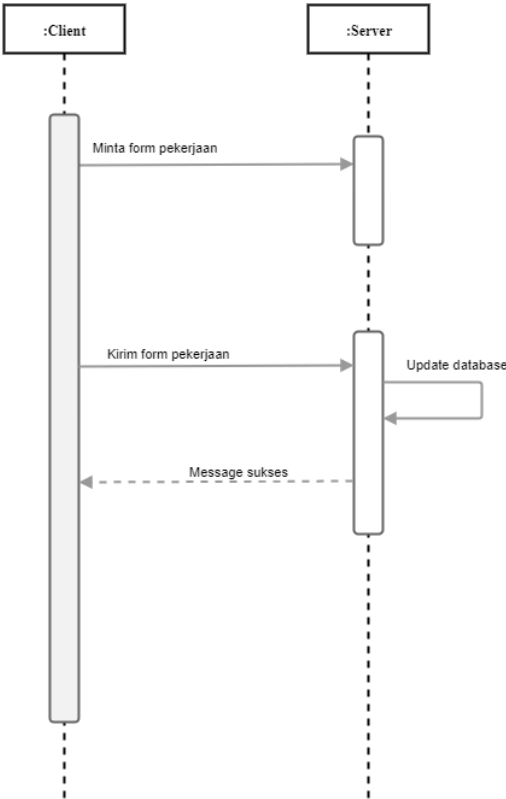 :Client
:Server
Minta form pekerjaan
Kirim form pekerjaan
Update database
Message sukses